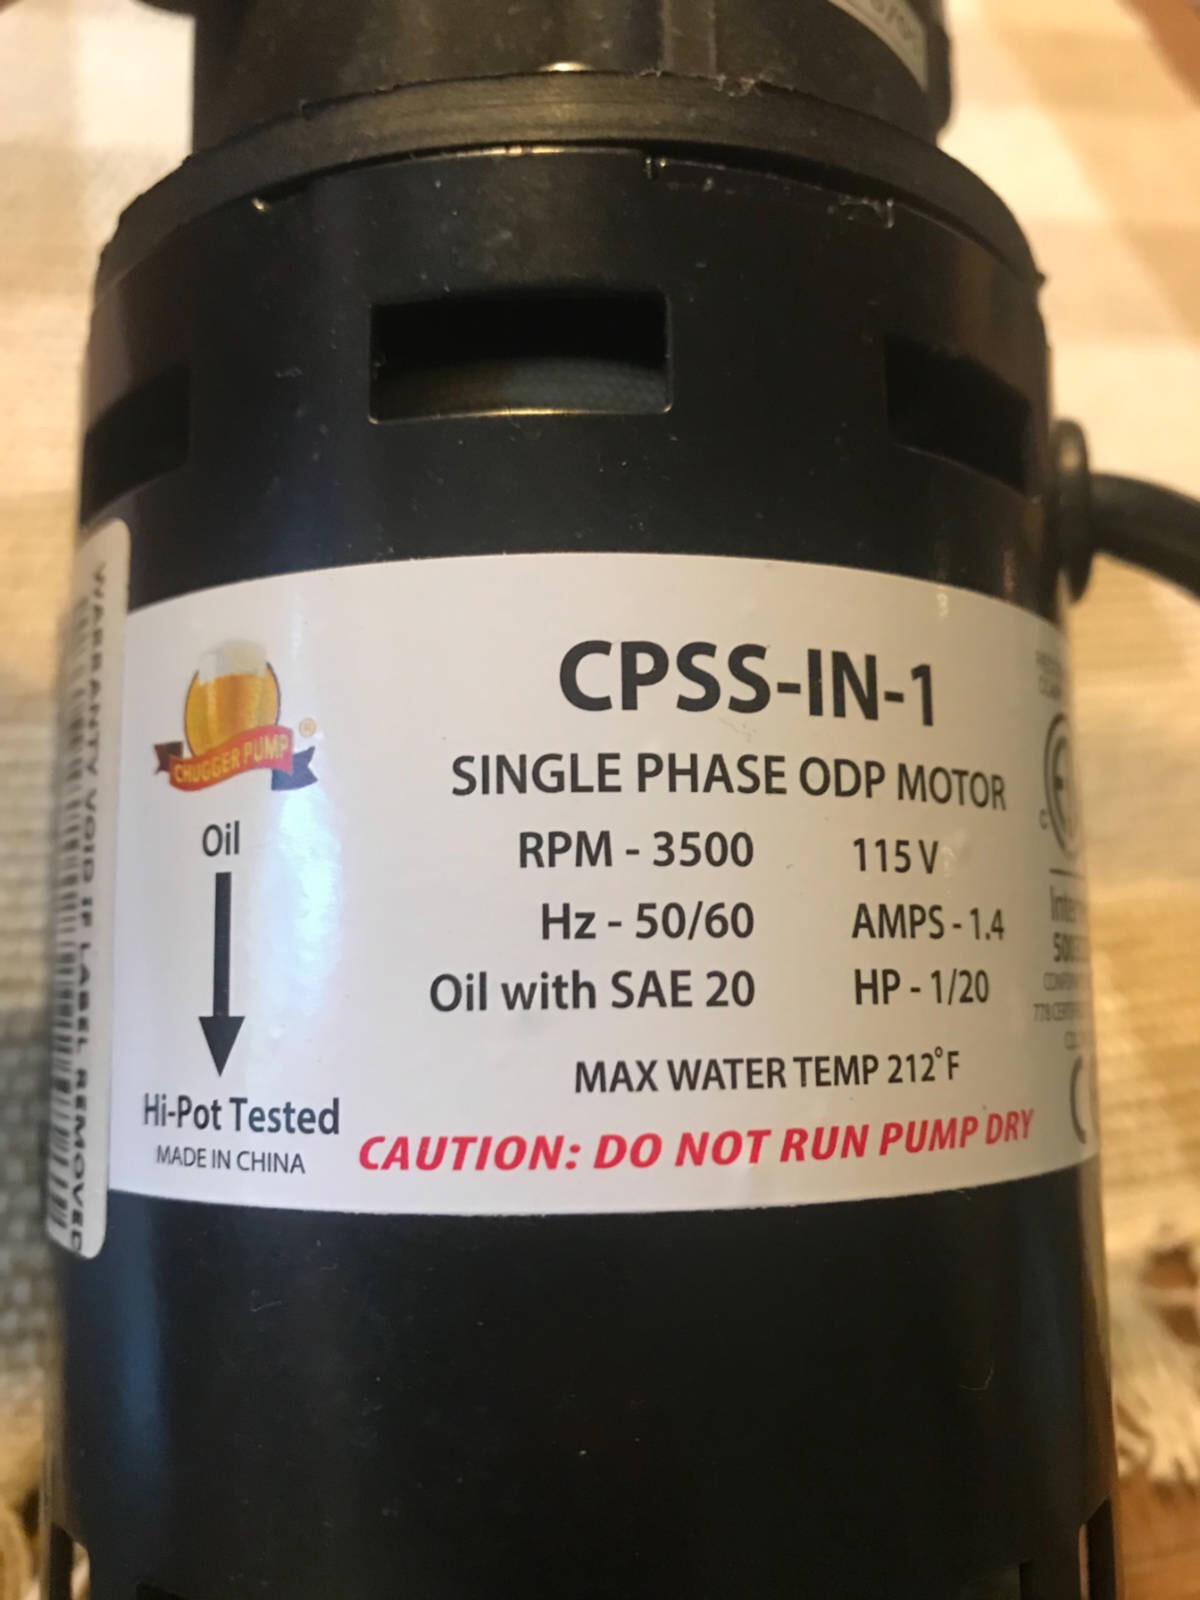 WARRANTY VOID IF LABEL REMOVED
CHUGGER PUMP
®
Oil
Hi-Pot Tested
MADE IN CHINA
CPSS-IN-1
SINGLE PHASE ODP MOTOR
RPM - 3500 115 V
Hz - 50/60 AMPS - 1.4
Oil with SAE 20 HP - 1/20
MAX WATER TEMP 212°F
CAUTION: DO NOT RUN PUMP DRY